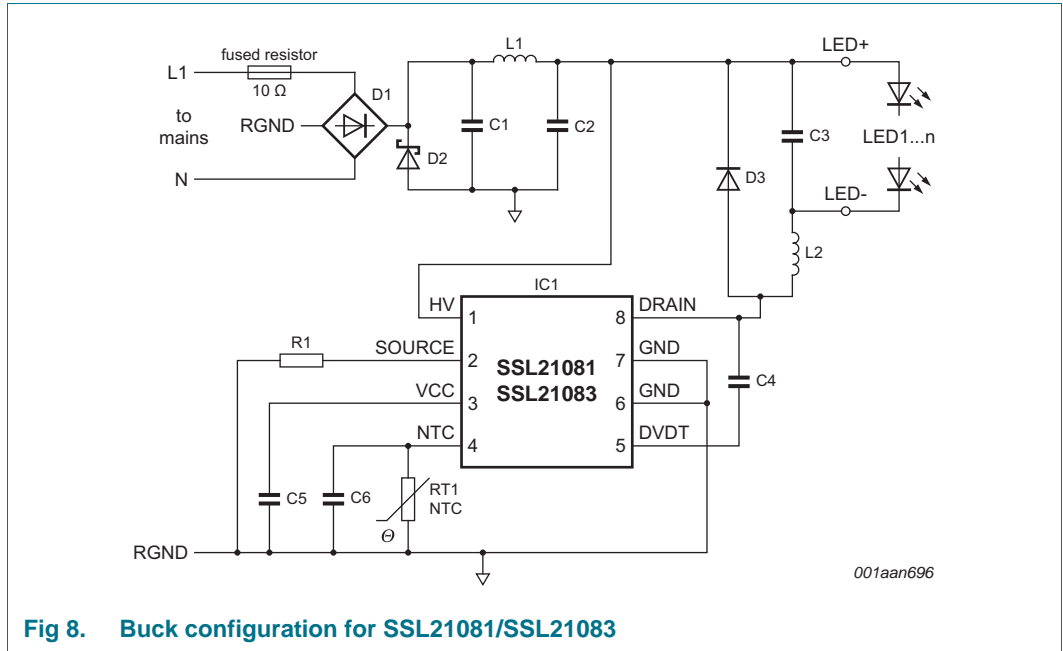 fused resistor
L1
10 Ω
D1
to
mains
RGND
N
L1
C1
C2
D2
LED+
C3
LED1...n
D3
LED-
L2
IC1
HV
1
DRAIN
8
R1
SOURCE
2
SSL21081
SSL21083
GND
7
VCC
3
GND
6
C4
NTC
4
DVDT
5
C5
C6
RT1
NTC
Θ
RGND
001aan696
Fig 8. Buck configuration for SSL21081/SSL21083